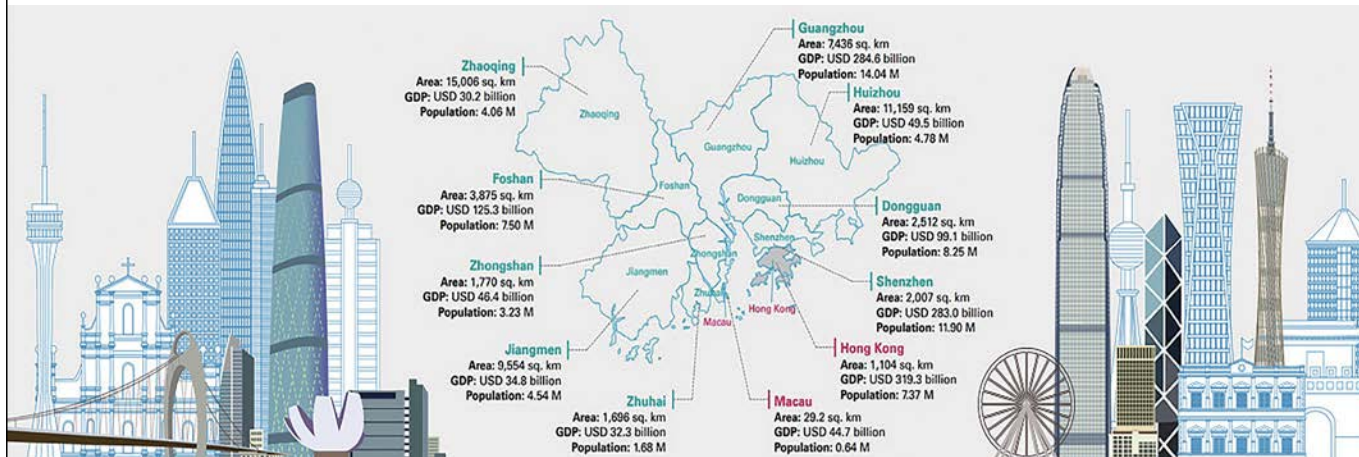 Guangzhou
Area: 7,436 sq. km
GDP: USD 284.6 billion
Population: 14.04 M
Zhaoqing
Area: 15,006 sq. km
GDP: USD 30.2 billion
Population: 4.06 M
Huizhou
Area: 11,159 sq. km
GDP: USD 49.5 billion
Population: 4.78 M
Zhaoqing
Guangzhou
Huizhou
Foshan
Area: 3,875 sq. km
GDP: USD 125.3 billion
Population: 7.50 M
Foshan
Dongguan
Dongguan
Area: 2,512 sq. km
GDP: USD 99.1 billion
Population: 8.25 M
Shenzhen
Zhongshan
Zhongshan
Area: 1,770 sq. km
GDP: USD 46.4 billion
Population: 3.23 M
Jiangmen
Shenzhen
Area: 2,007 sq. km
GDP: USD 283.0 billion
Population: 11.90 M
Zhuhai
Macau
Hong Kong
Jiangmen
Area: 9,554 sq. km
GDP: USD 34.8 billion
Population: 4.54 M
Hong Kong
Area: 1,104 sq. km
GDP: USD 319.3 billion
Population: 7.37 M
Zhuhai
Area: 1,696 sq. km
GDP: USD 32.3 billion
Population: 1.68 M
Macau
Area: 29.2 sq. km
GDP: USD 44.7 billion
Population: 0.64 M